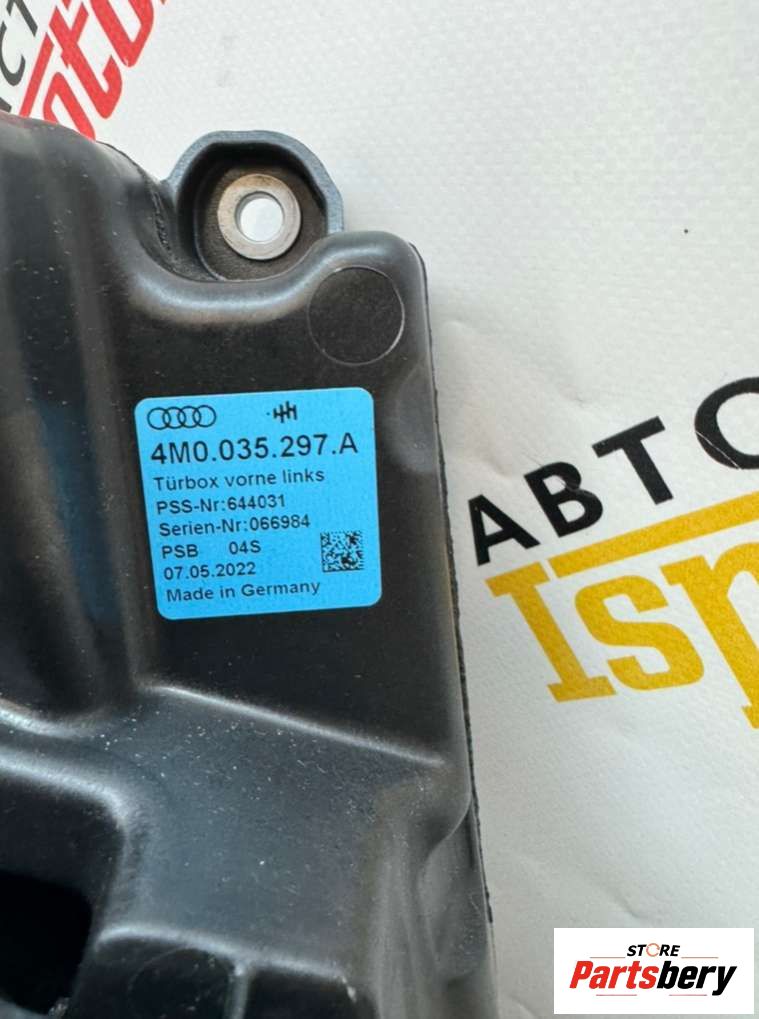 4M0.035.297.A
Türbox vorne links
PSS-Nr:644031
Serien-Nr:066984
PSB 04S
07.05.2022
Made in Germany
АВТО
Isp
STORE
Partsbery